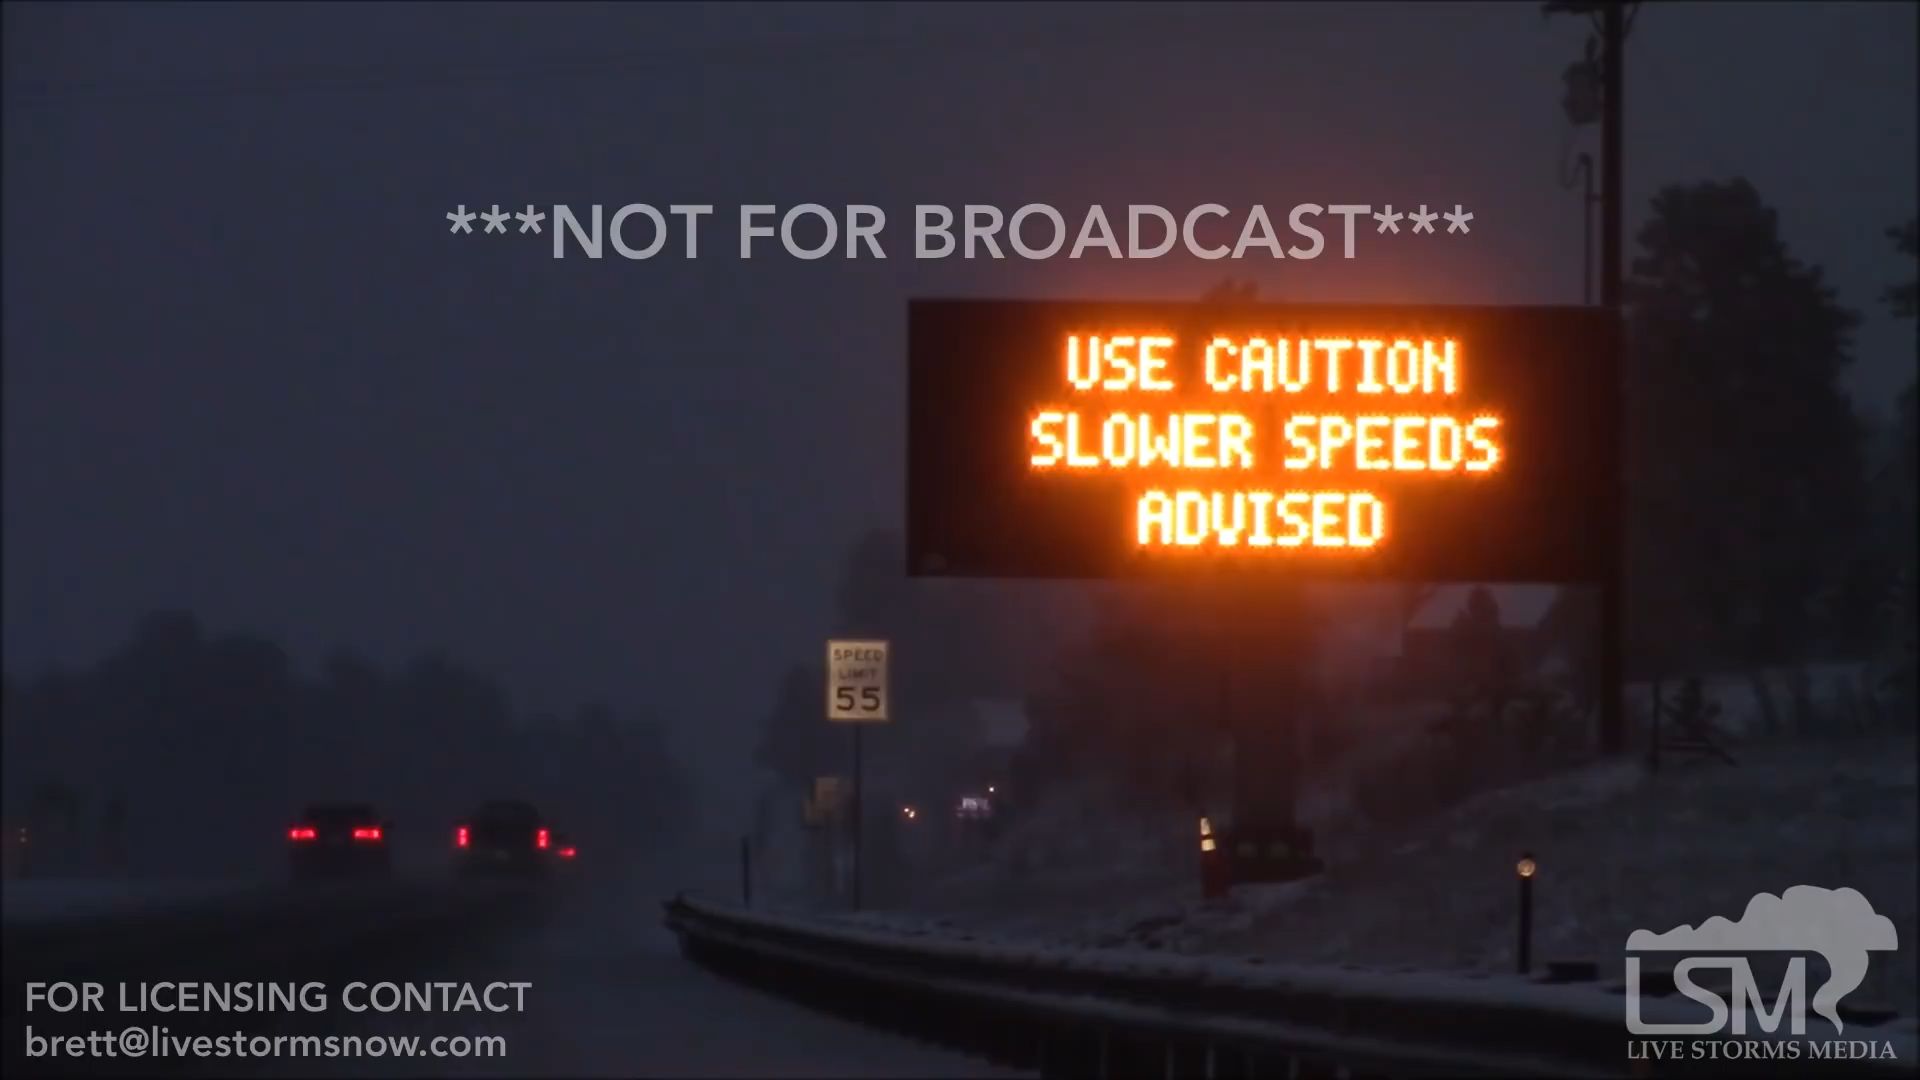 ***NOT FOR BROADCAST***
USE CAUTION
SLOWER SPEEDS
ADVISED
SPEED
LIMIT
55
FOR LICENSING CONTACT
brett@livestormsnow.com
LSM
LIVE STORMS MEDIA